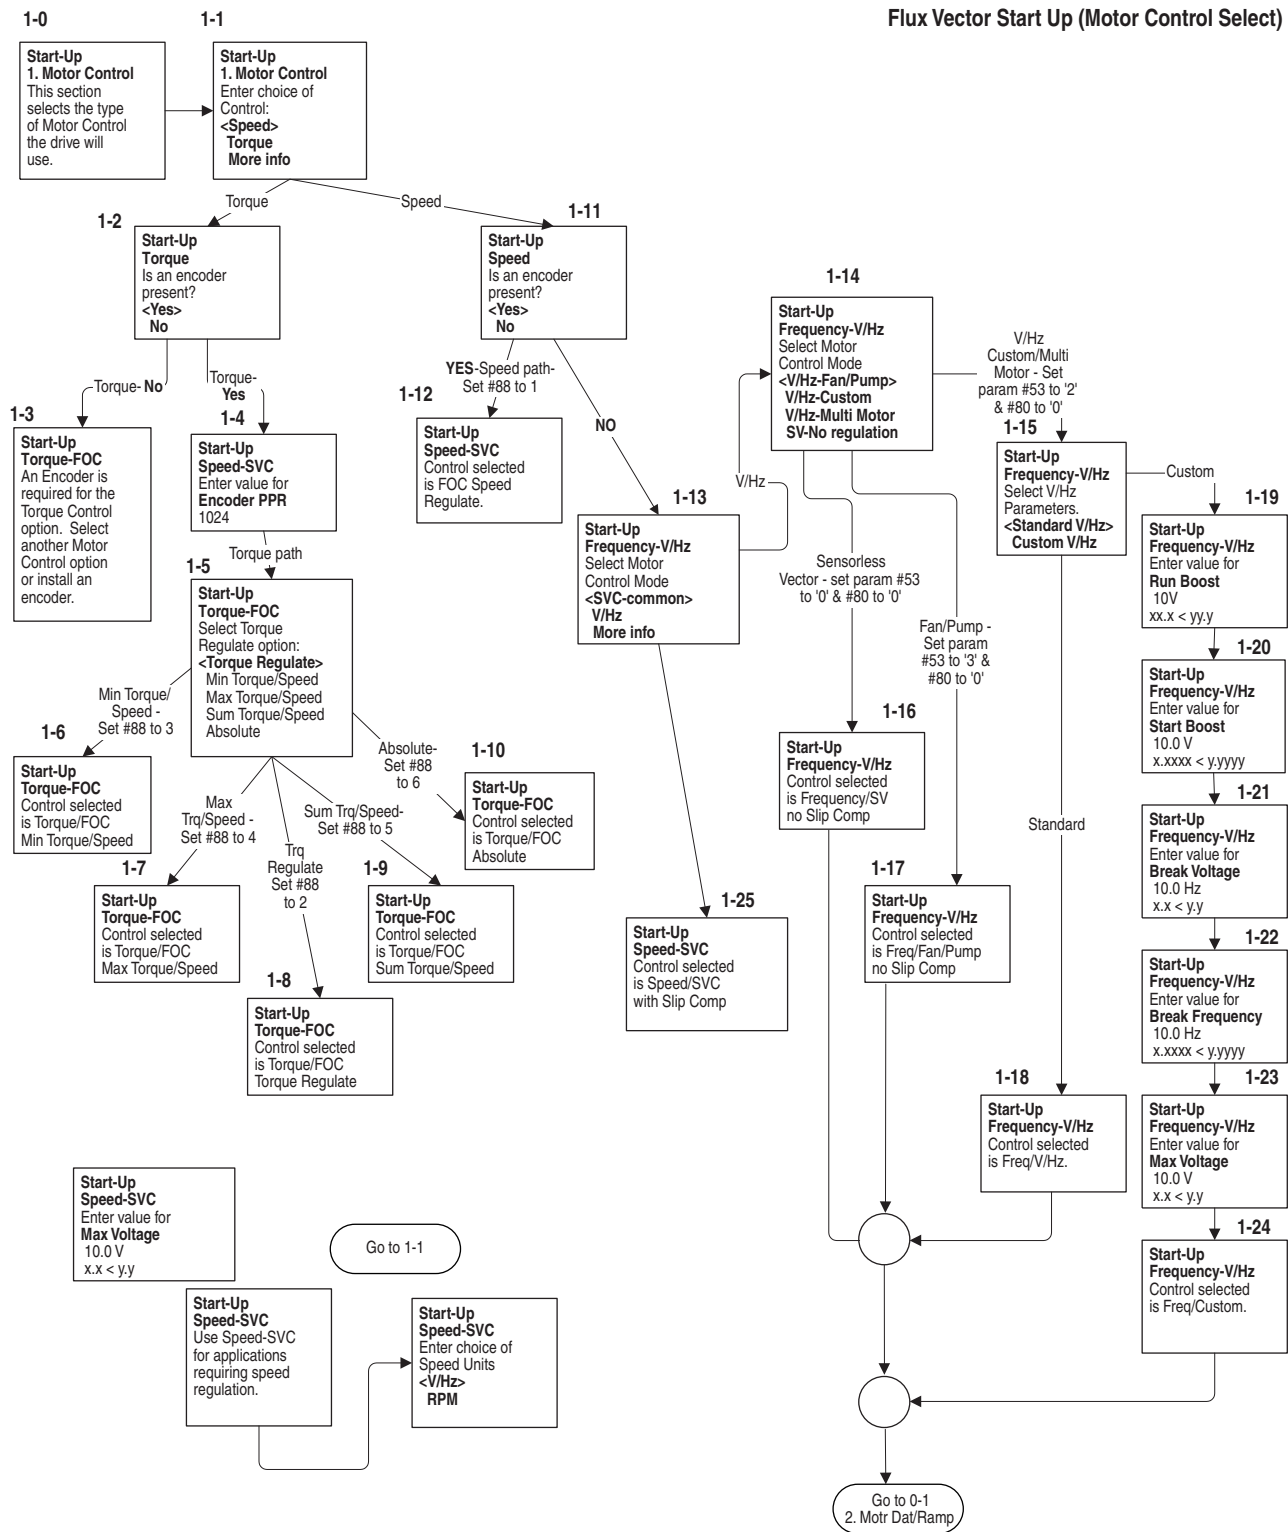 Flux Vector Start Up (Motor Control Select)
1-0
Start-Up
1. Motor Control
This section
selects the type
of Motor Control
the drive will
use.
1-1
Start-Up
1. Motor Control
Enter choice of
Control:
<Speed>
Torque
More info
Torque
Speed
1-2
Start-Up
Torque
Is an encoder
present?
<Yes>
No
1-11
Start-Up
Speed
Is an encoder
present?
<Yes>
No
Torque- No
Torque-
Yes
1-3
Start-Up
Torque-FOC
An Encoder is
required for the
Torque Control
option. Select
another Motor
Control option
or install an
encoder.
1-4
Start-Up
Speed-SVC
Enter value for
Encoder PPR
1024
Torque path
YES-Speed path-
Set #88 to 1
1-12
Start-Up
Speed-SVC
Control selected
is FOC Speed
Regulate.
NO
1-13
Start-Up
Frequency-V/Hz
Select Motor
Control Mode
<SVC-common>
V/Hz
More info
V/Hz
1-14
Start-Up
Frequency-V/Hz
Select Motor
Control Mode
<V/Hz-Fan/Pump>
V/Hz-Custom
V/Hz-Multi Motor
SV-No regulation
V/Hz
Custom/Multi
Motor - Set
param #53 to '2'
& #80 to '0'
1-15
Start-Up
Frequency-V/Hz
Select V/Hz
Parameters.
<Standard V/Hz>
Custom V/Hz
Custom
1-19
Start-Up
Frequency-V/Hz
Enter value for
Run Boost
10V
xx.x < yy.y
1-20
Start-Up
Frequency-V/Hz
Enter value for
Start Boost
10.0 V
x.xxxx < y.yyyy
1-21
Start-Up
Frequency-V/Hz
Enter value for
Break Voltage
10.0 Hz
x.x < y.y
1-22
Start-Up
Frequency-V/Hz
Enter value for
Break Frequency
10.0 Hz
x.xxxx < y.yyyy
1-23
Start-Up
Frequency-V/Hz
Enter value for
Max Voltage
10.0 V
x.x < y.y
1-24
Start-Up
Frequency-V/Hz
Control selected
is Freq/Custom.
Sensorless
Vector - set param #53
to '0' & #80 to '0'
Fan/Pump -
Set param
#53 to '3' &
#80 to '0'
Standard
1-16
Start-Up
Frequency-V/Hz
Control selected
is Frequency/SV
no Slip Comp
1-17
Start-Up
Frequency-V/Hz
Control selected
is Freq/Fan/Pump
no Slip Comp
1-18
Start-Up
Frequency-V/Hz
Control selected
is Freq/V/Hz.
1-5
Start-Up
Torque-FOC
Select Torque
Regulate option:
<Torque Regulate>
Min Torque/Speed
Max Torque/Speed
Sum Torque/Speed
Absolute
Min Torque/
Speed -
Set #88 to 3
1-6
Start-Up
Torque-FOC
Control selected
is Torque/FOC
Min Torque/Speed
Max
Trq/Speed -
Set #88 to 4
1-7
Start-Up
Torque-FOC
Control selected
is Torque/FOC
Max Torque/Speed
Trq
Regulate
Set #88
to 2
1-8
Start-Up
Torque-FOC
Control selected
is Torque/FOC
Torque Regulate
Sum Trq/Speed-
Set #88 to 5
1-9
Start-Up
Torque-FOC
Control selected
is Torque/FOC
Sum Torque/Speed
Absolute-
Set #88
to 6
1-10
Start-Up
Torque-FOC
Control selected
is Torque/FOC
Absolute
1-25
Start-Up
Speed-SVC
Control selected
is Speed/SVC
with Slip Comp
Start-Up
Speed-SVC
Enter value for
Max Voltage
10.0 V
x.x < y.y
Go to 1-1
Start-Up
Speed-SVC
Use Speed-SVC
for applications
requiring speed
regulation.
Start-Up
Speed-SVC
Enter choice of
Speed Units
<V/Hz>
RPM
Go to 0-1
2. Motr Dat/Ramp